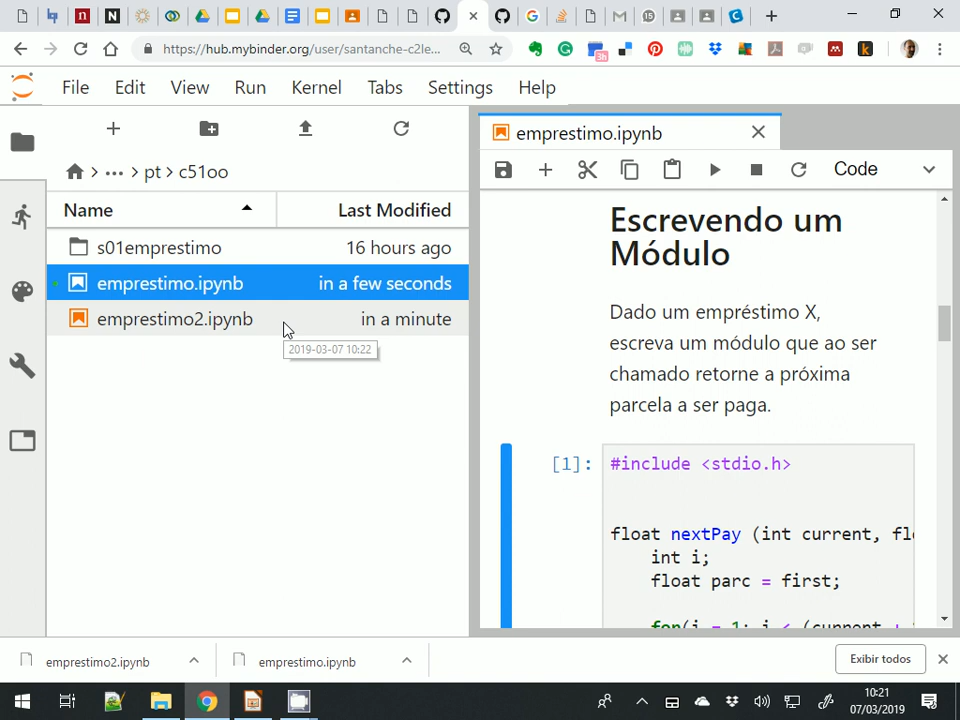 https://hub.mybinder.org/user/santanche-c2le...
3h
File Edit View Run Kernel Tabs Settings Help
emprestimo.ipynb
Code
pt > c51oo
Name Last Modified
s01emprestimo 16 hours ago
emprestimo.ipynb in a few seconds
emprestimo2.ipynb in a minute
2019-03-07 10:22
Escrevendo um
Módulo
Dado um empréstimo X,
escreva um módulo que ao ser
chamado retorne a próxima
parcela a ser paga.
[1]: #include <stdio.h>
float nextPay (int current, flo
int i;
float parc = first;
for(i = 1; i < (current +
emprestimo2.ipynb
emprestimo.ipynb
Exibir todos
10:21
07/03/2019